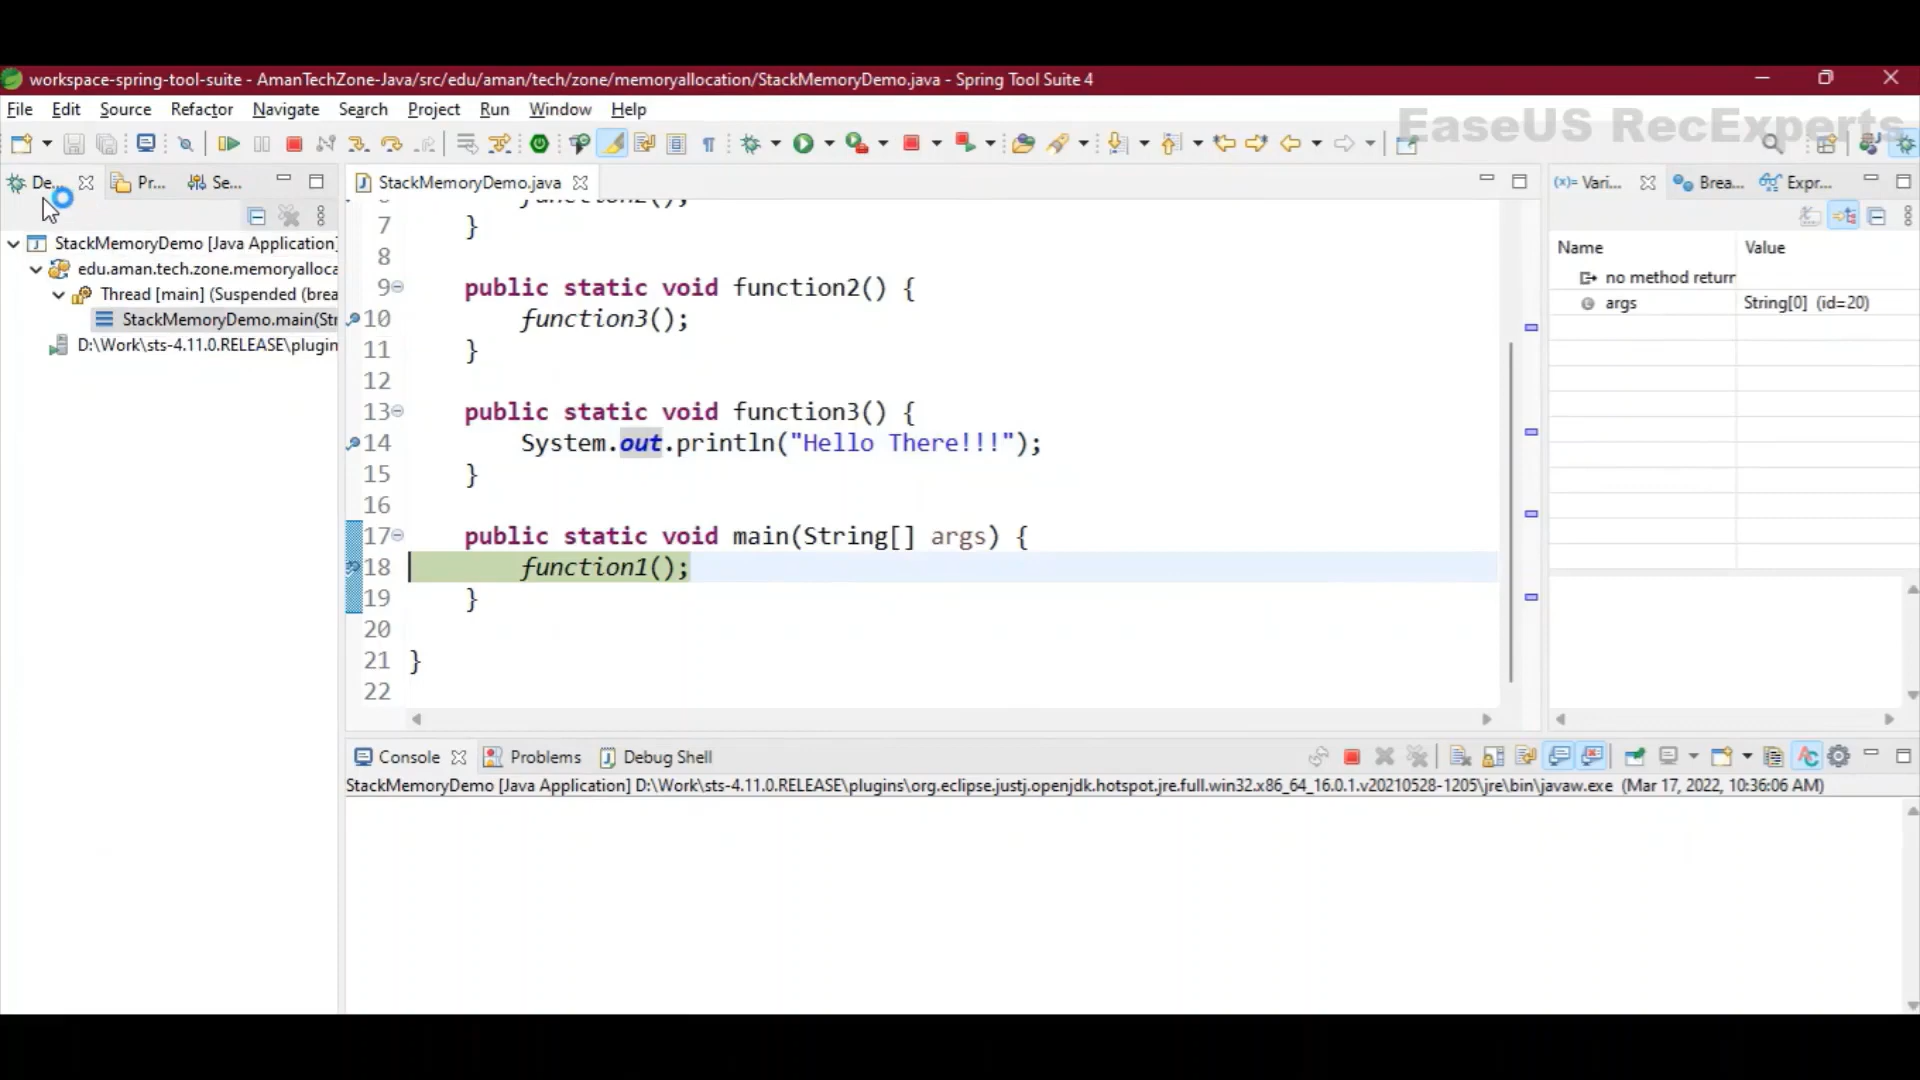 workspace-spring-tool-suite - AmanTechZone-Java/src/edu/aman/tech/zone/memoryallocation/StackMemoryDemo.java - Spring Tool Suite 4
File Edit Source Refactor Navigate Search Project Run Window Help
EaseUS RecExperts
De... Pr... Se...
StackMemoryDemo [Java Application]
edu.aman.tech.zone.memoryalloca
Thread [main] (Suspended (brea
StackMemoryDemo.main(Str
D:\Work\sts-4.11.0.RELEASE\plugin
StackMemoryDemo.java
7 }
8
9 public static void function2() {
10 function3();
11 }
12
13 public static void function3() {
14 System.out.println("Hello There!!!");
15 }
16
17 public static void main(String[] args) {
18 function1();
19 }
20
21 }
22
(x)= Vari... Brea... Expr...
Name Value
no method return
args String[0] (id=20)
Console Problems Debug Shell
StackMemoryDemo [Java Application] D:\Work\sts-4.11.0.RELEASE\plugins\org.eclipse.justj.openjdk.hotspot.jre.full.win32.x86_64_16.0.1.v20210528-1205\jre\bin\javaw.exe (Mar 17, 2022, 10:36:06 AM)